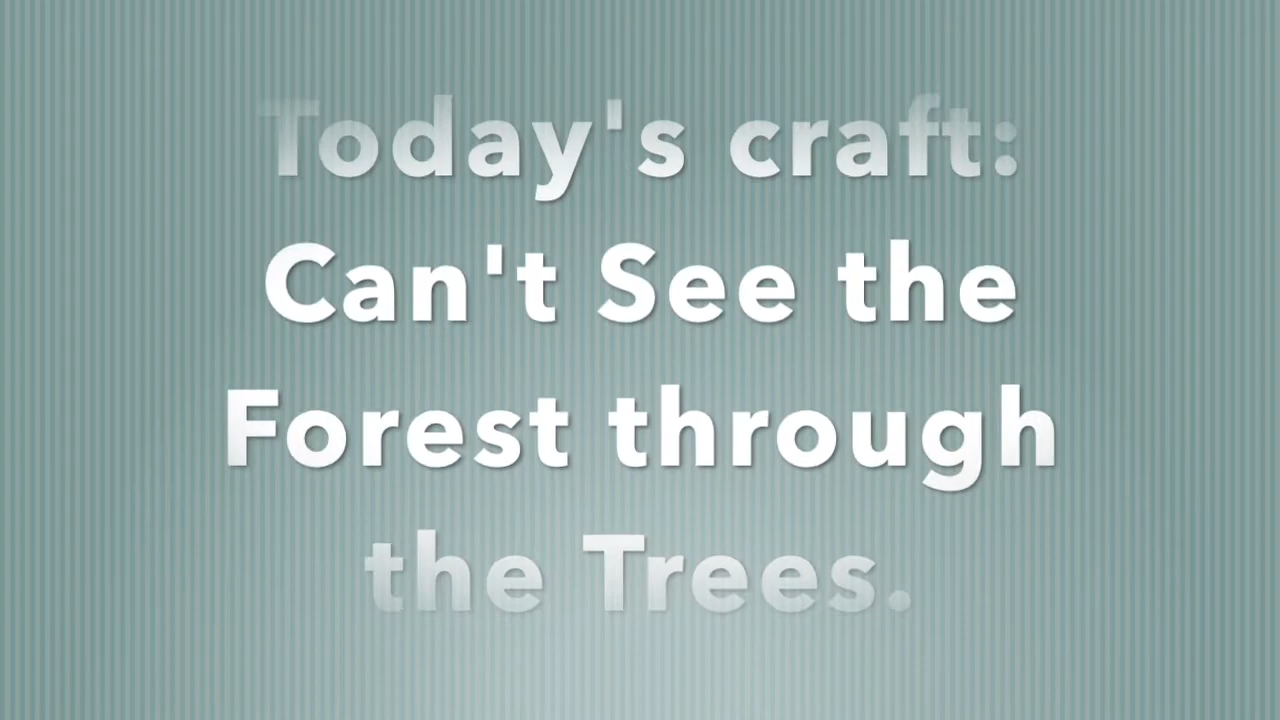 Today's craft:
Can't See the
Forest through
the Trees.